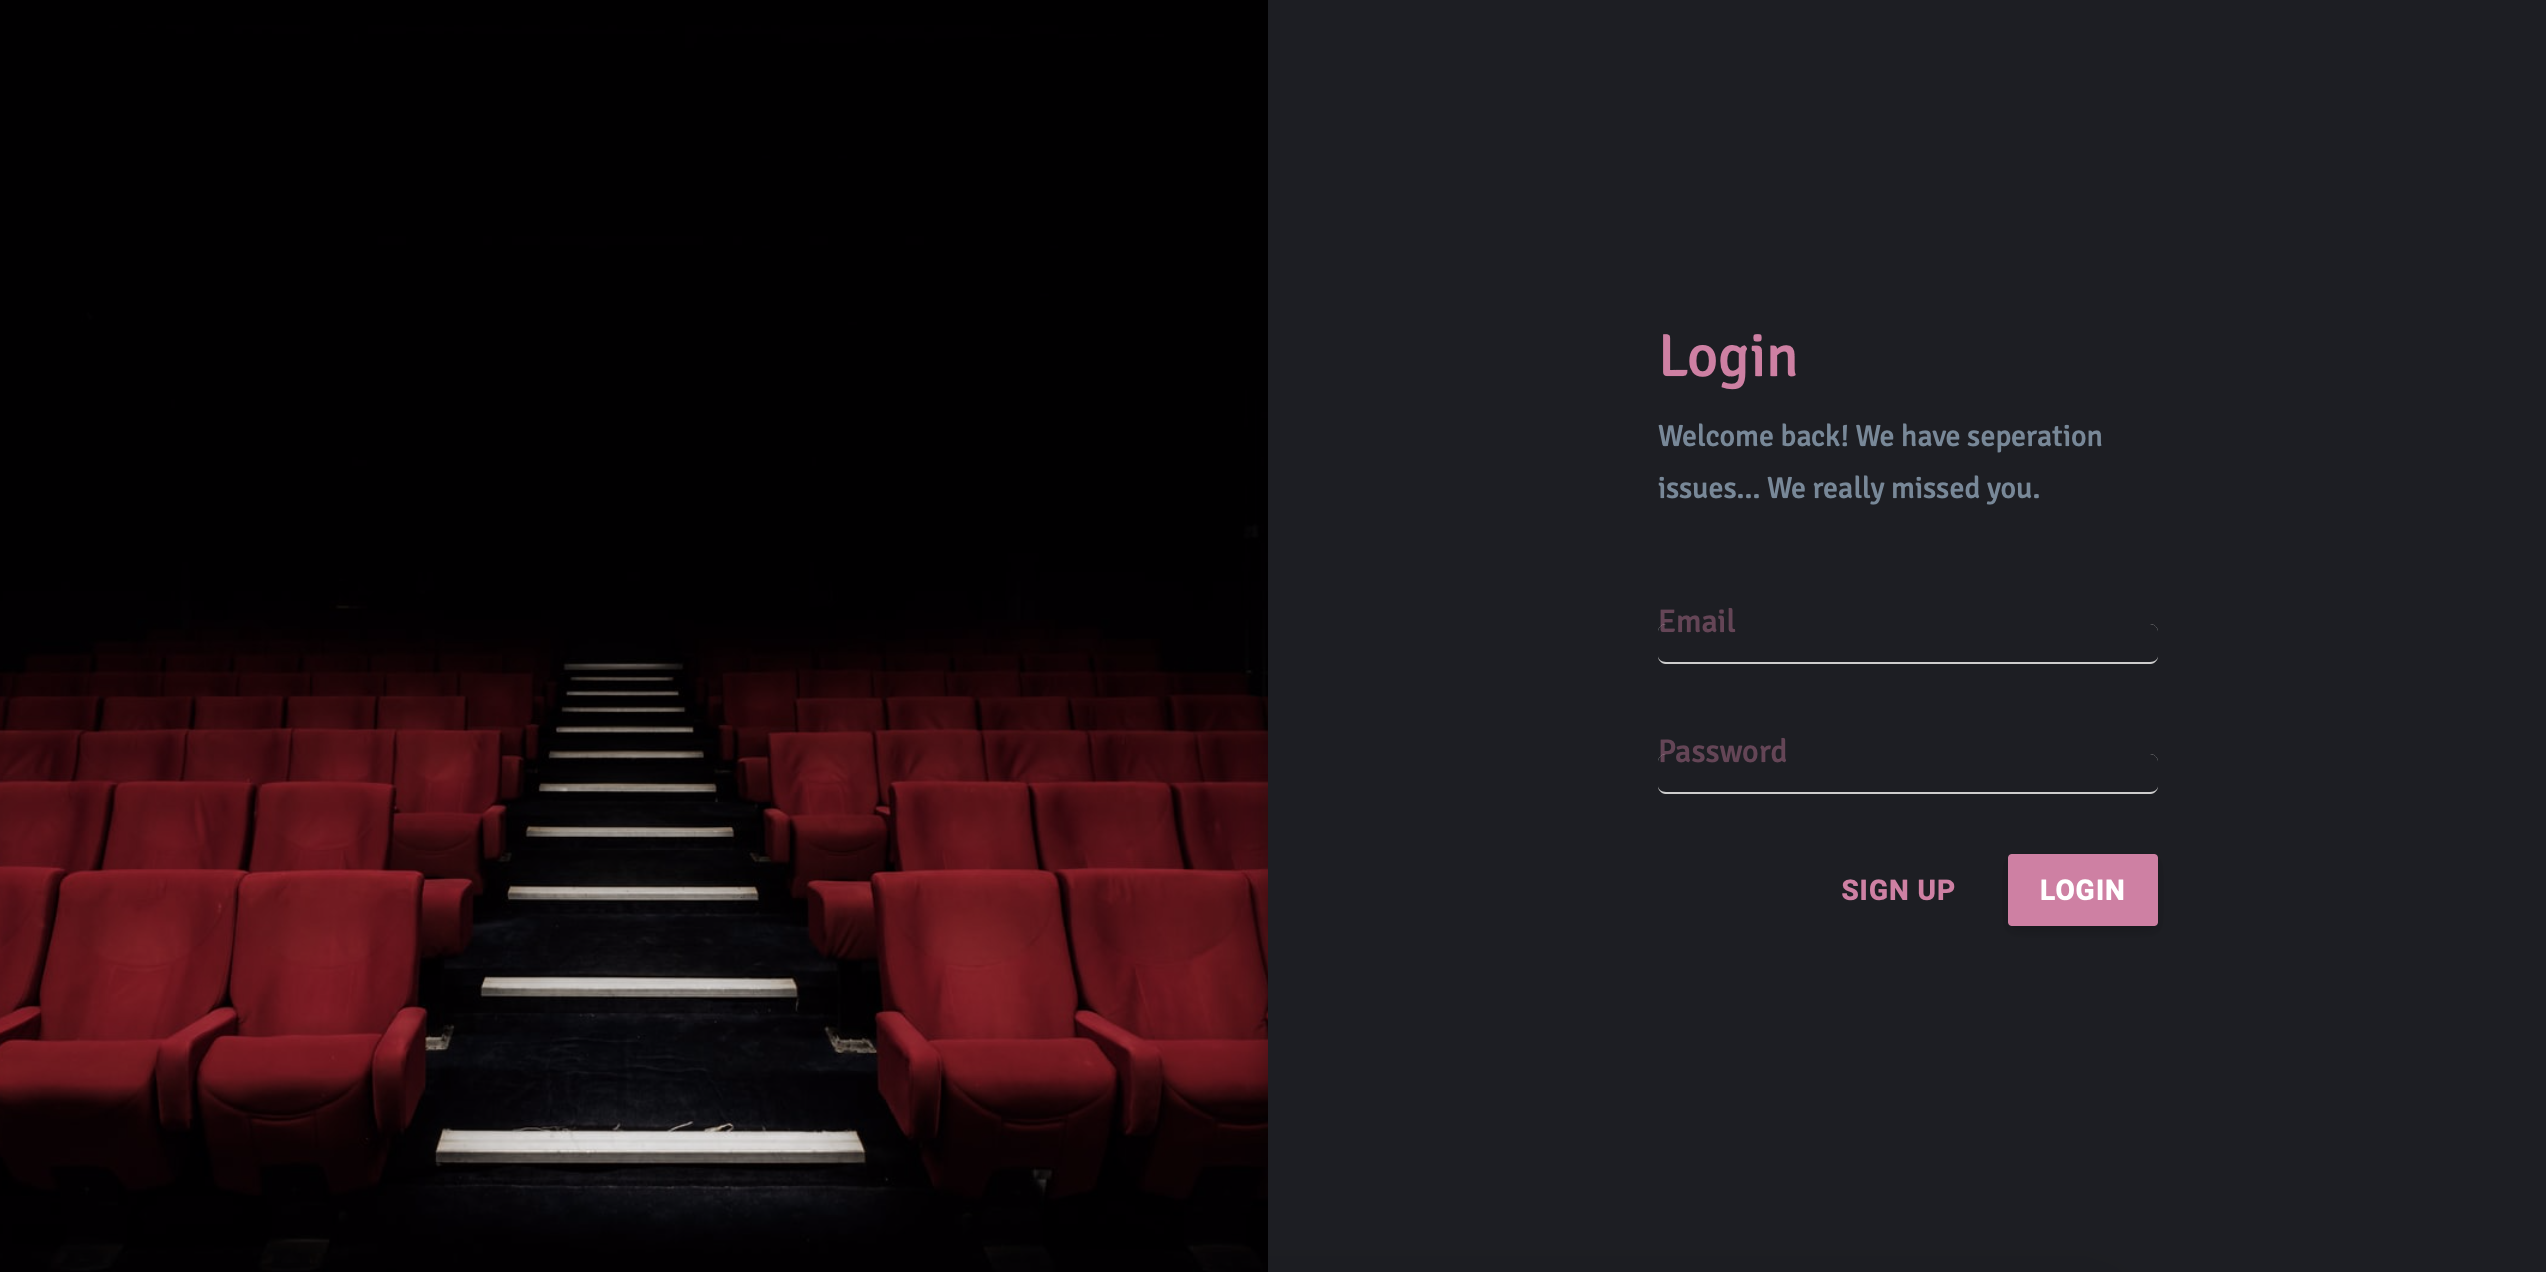 Login
Welcome back! We have seperation
issues... We really missed you.
Email
Password
SIGN UP
LOGIN